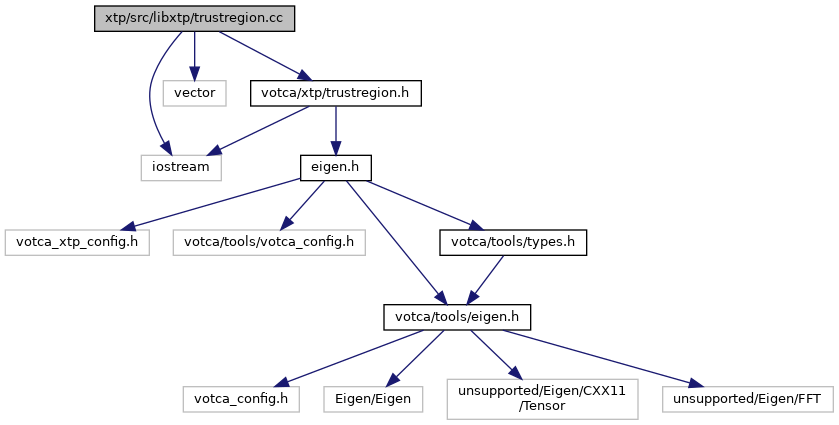 xtp/src/libxtp/trustregion.cc
vector
votca/xtp/trustregion.h
iostream
eigen.h
votca_xtp_config.h
votca/tools/votca_config.h
votca/tools/types.h
votca/tools/eigen.h
votca_config.h
Eigen/Eigen
unsupported/Eigen/CXX11
/Tensor
unsupported/Eigen/FFT